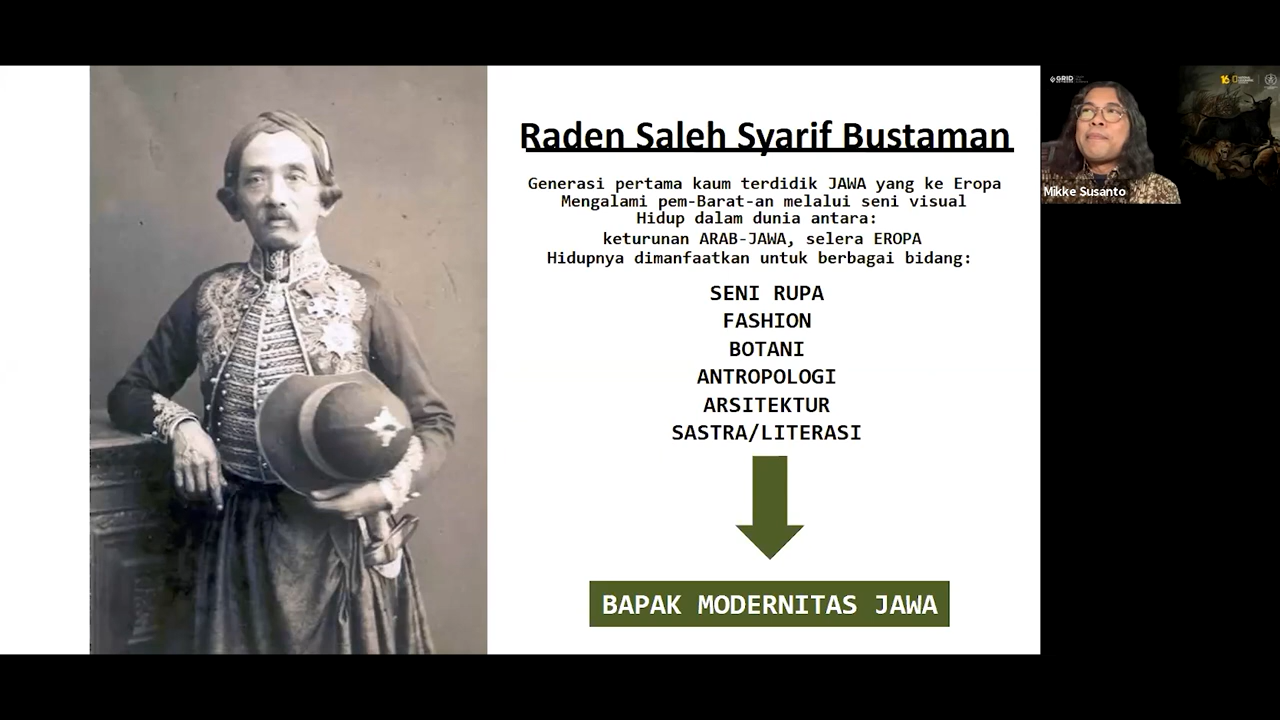 Raden Saleh Syarif Bustaman
Generasi pertama kaum terdidik JAWA yang ke Eropa
Mengalami pem-Barat-an melalui seni visual
Hidup dalam dunia antara:
keturunan ARAB-JAWA, selera EROPA
Hidupnya dimanfaatkan untuk berbagai bidang:
SENI RUPA
FASHION
BOTANI
ANTROPOLOGI
ARSITEKTUR
SASTRA/LITERASI
BAPAK MODERNITAS JAWA
GRID
16
Mikke Susanto